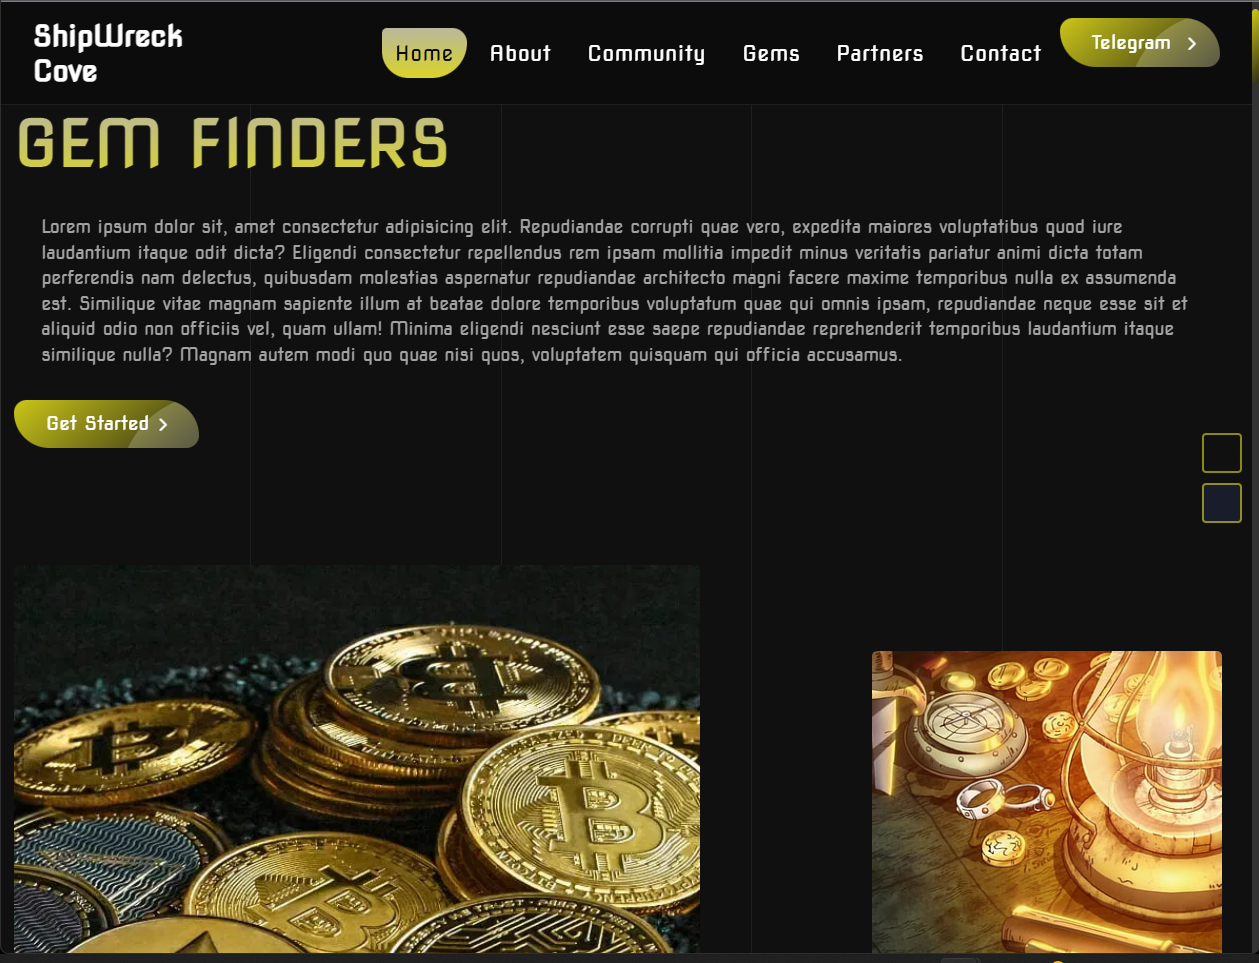 ShipWreck
Cove
Home About Community Gems Partners Contact Telegram
GEM FINDERS
Lorem ipsum dolor sit, amet consectetur adipisicing elit. Repudiandae corrupti quae vero, expedita maiores voluptatibus quod iure
laudantium itaque odit dicta? Eligendi consectetur repellendus rem ipsam mollitia impedit minus veritatis pariatur animi dicta totam
perferendis nam delectus, quibusdam molestias aspernatur repudiandae architecto magni facere maxime temporibus nulla ex assumenda
est. Similique vitae magnam sapiente illum at beatae dolore temporibus voluptatum quae qui omnis ipsam, repudiandae neque esse sit et
aliquid odio non officiis vel, quam ullam! Minima eligendi nesciunt esse saepe repudiandae reprehenderit temporibus laudantium itaque
similique nulla? Magnam autem modi quo quae nisi quos, voluptatem quisquam qui officia accusamus.
Get Started